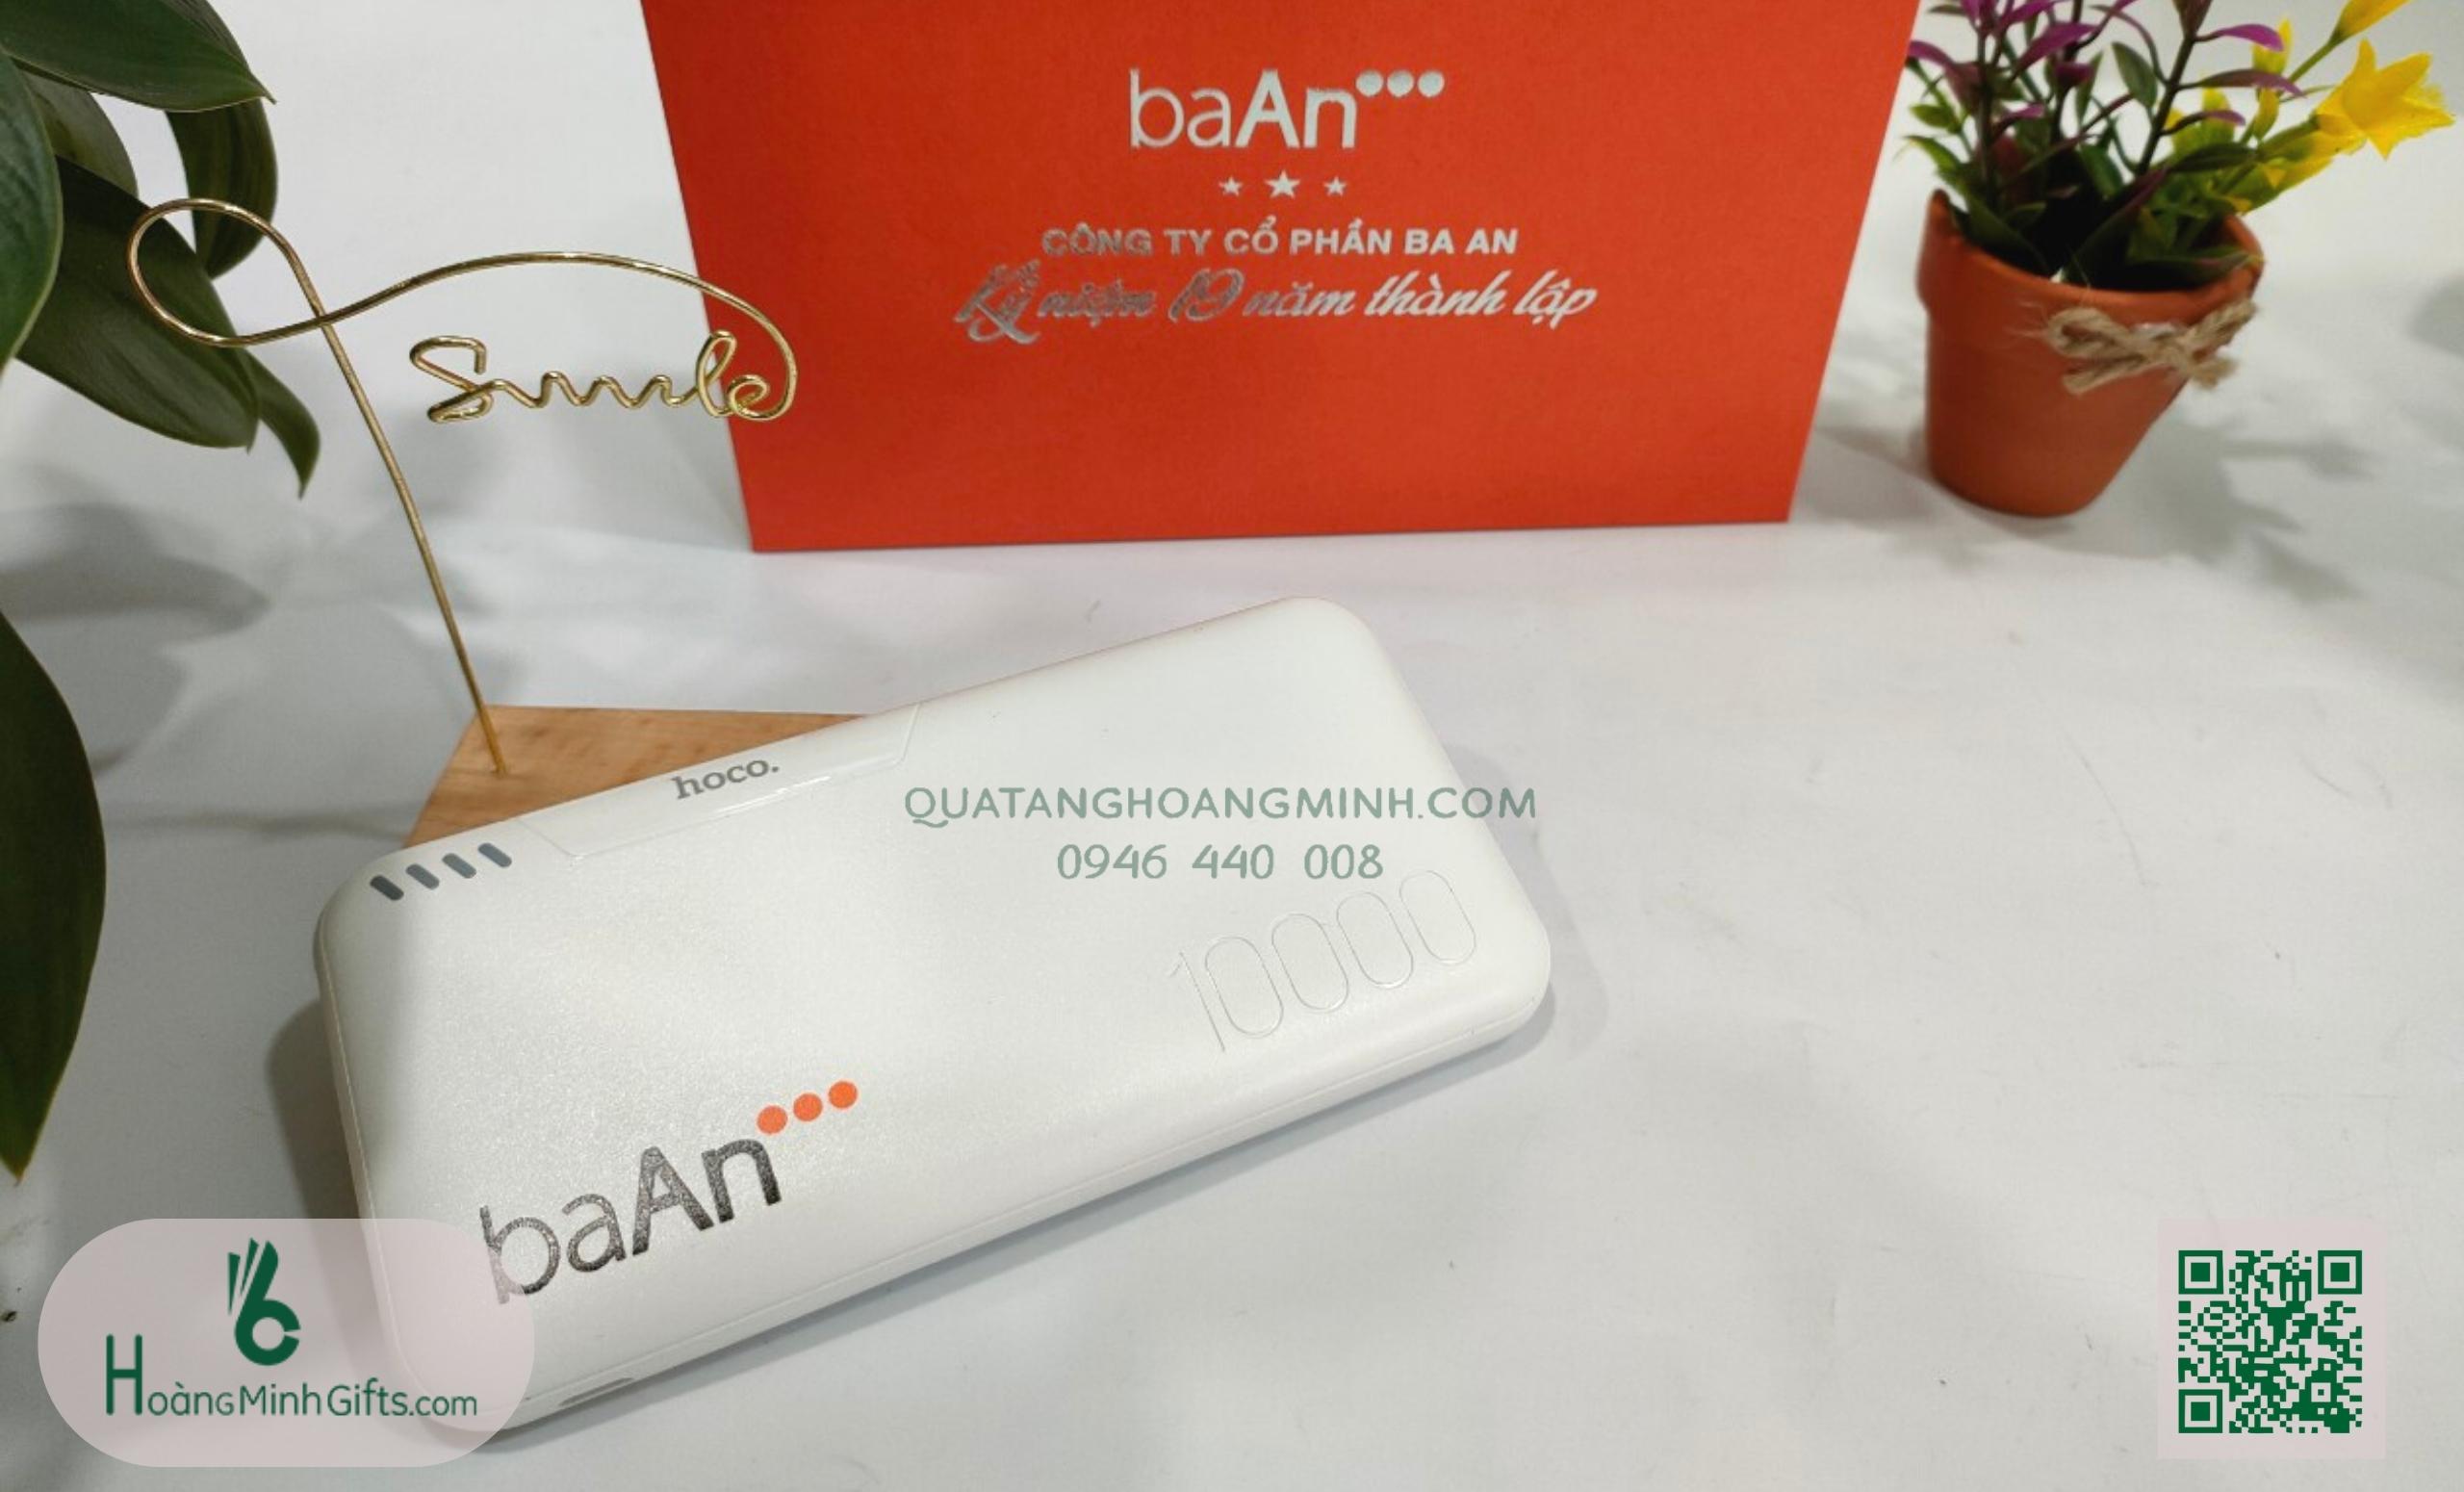 baAn
CÔNG TY CỔ PHẦN BA AN
Kỷ niệm 19 năm thành lập
Smile
hoco.
QUATANGHOANGMINH.COM
0946 440 008
10000
baAn
HoàngMinhGifts.com